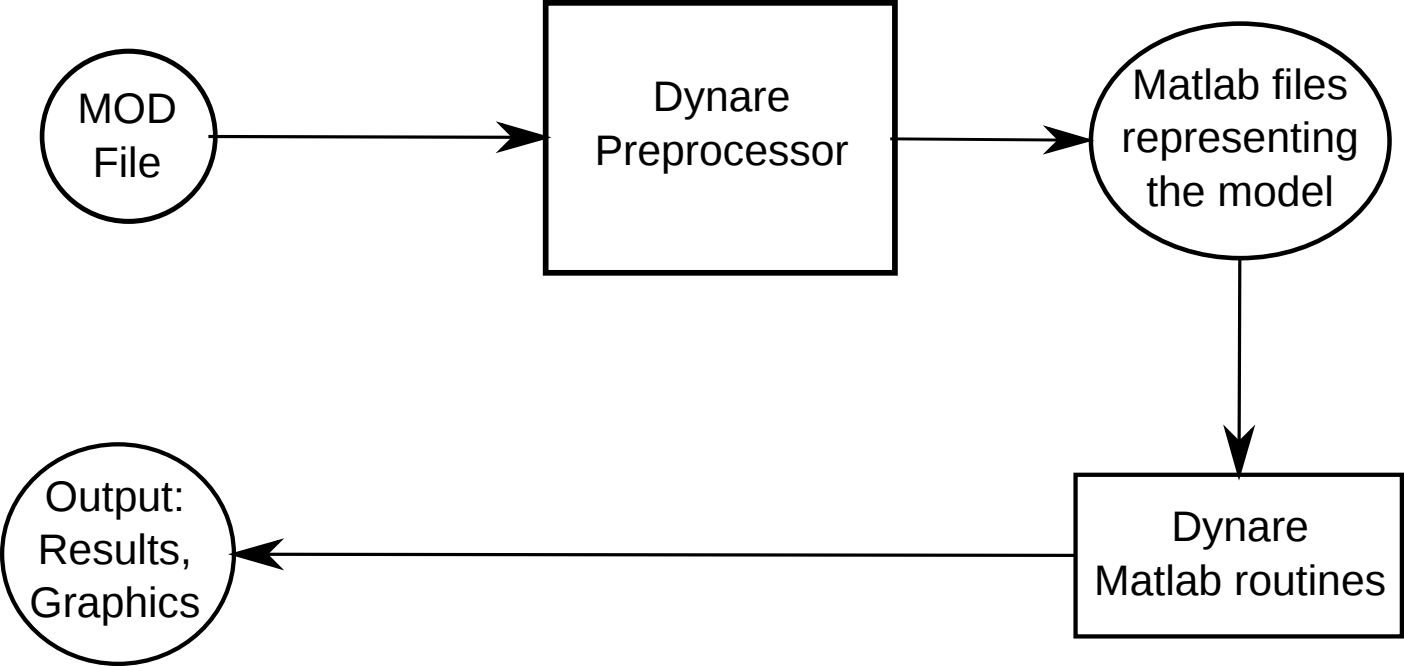 MOD
File
Dynare
Preprocessor
Matlab files
representing
the model
Dynare
Matlab routines
Output:
Results,
Graphics